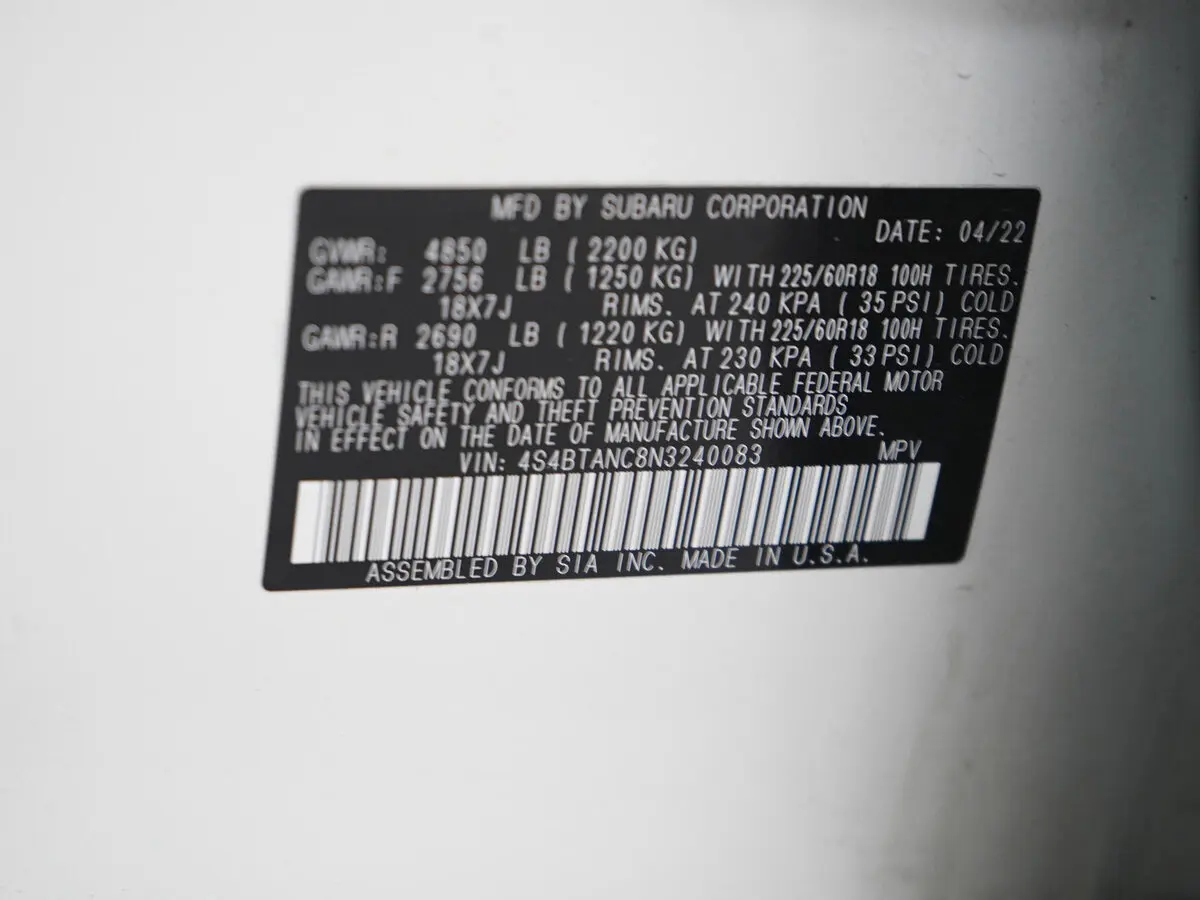 MFD BY SUBARU CORPORATION
DATE: 04/22
GVWR: 4850 LB ( 2200 KG)
GAWR:F 2756 LB ( 1250 KG) WITH 225/60R18 100H TIRES.
18X7J RIMS. AT 240 KPA ( 35 PSI) COLD
GAWR:R 2690 LB ( 1220 KG) WITH 225/60R18 100H TIRES.
18X7J RIMS. AT 230 KPA ( 33 PSI) COLD
THIS VEHICLE CONFORMS TO ALL APPLICABLE FEDERAL MOTOR
VEHICLE SAFETY AND THEFT PREVENTION STANDARDS
IN EFFECT ON THE DATE OF MANUFACTURE SHOWN ABOVE.
VIN: 4S4BTANC8N3240083 MPV
ASSEMBLED BY SIA INC. MADE IN U.S.A.